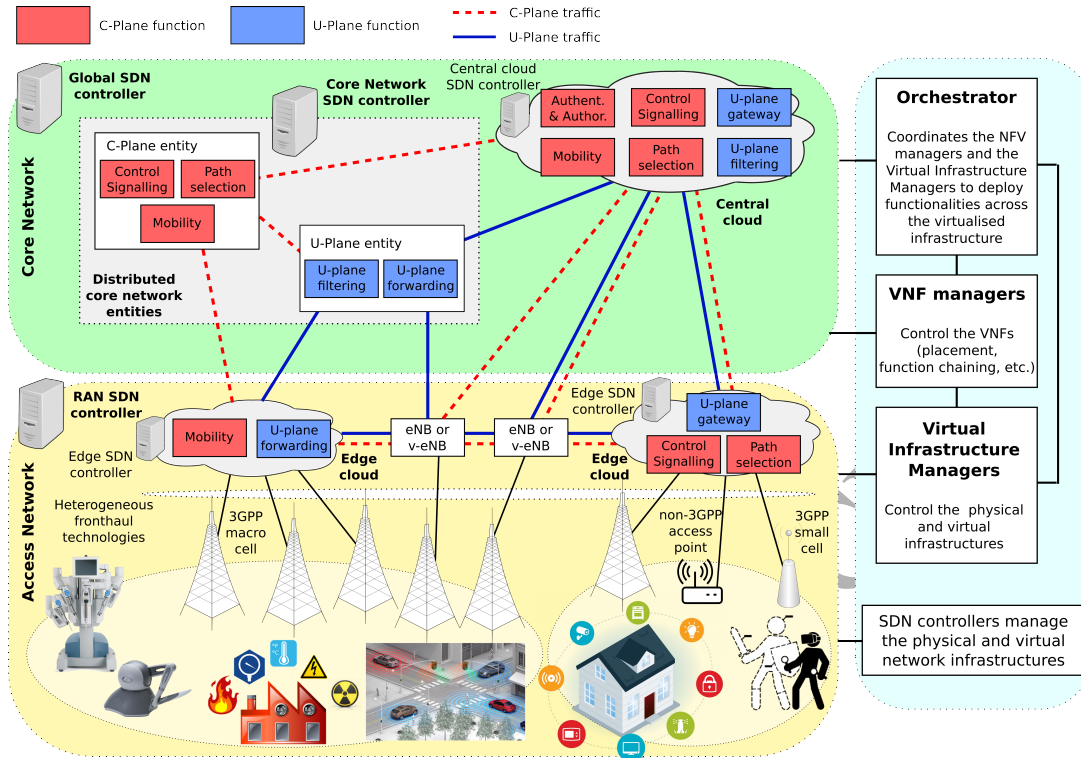 C-Plane function
U-Plane function
C-Plane traffic
U-Plane traffic
Global SDN
controller
Core Network
SDN controller
Central cloud
SDN controller
Authent.
& Author.
Control
Signalling
U-plane
gateway
Mobility
Path
selection
U-plane
filtering
Central
cloud
Core Network
C-Plane entity
Control
Signalling
Path
selection
Mobility
U-Plane entity
U-plane
filtering
U-plane
forwarding
Distributed
core network
entities
RAN SDN
controller
Edge SDN
controller
Mobility
U-plane
forwarding
Edge
cloud
eNB or
v-eNB
eNB or
v-eNB
Edge SDN
controller
U-plane
gateway
Control
Signalling
Path
selection
Edge
cloud
Access Network
Heterogeneous
fronthaul
technologies
3GPP
macro
cell
non-3GPP
access
point
3GPP
small
cell
°F °C
Orchestrator
Coordinates the NFV
managers and the
Virtual Infrastructure
Managers to deploy
functionalities across
the virtualised
infrastructure
VNF managers
Control the VNFs
(placement,
function chaining, etc.)
Virtual
Infrastructure
Managers
Control the physical
and virtual
infrastructures
SDN controllers manage
the physical and virtual
network infrastructures